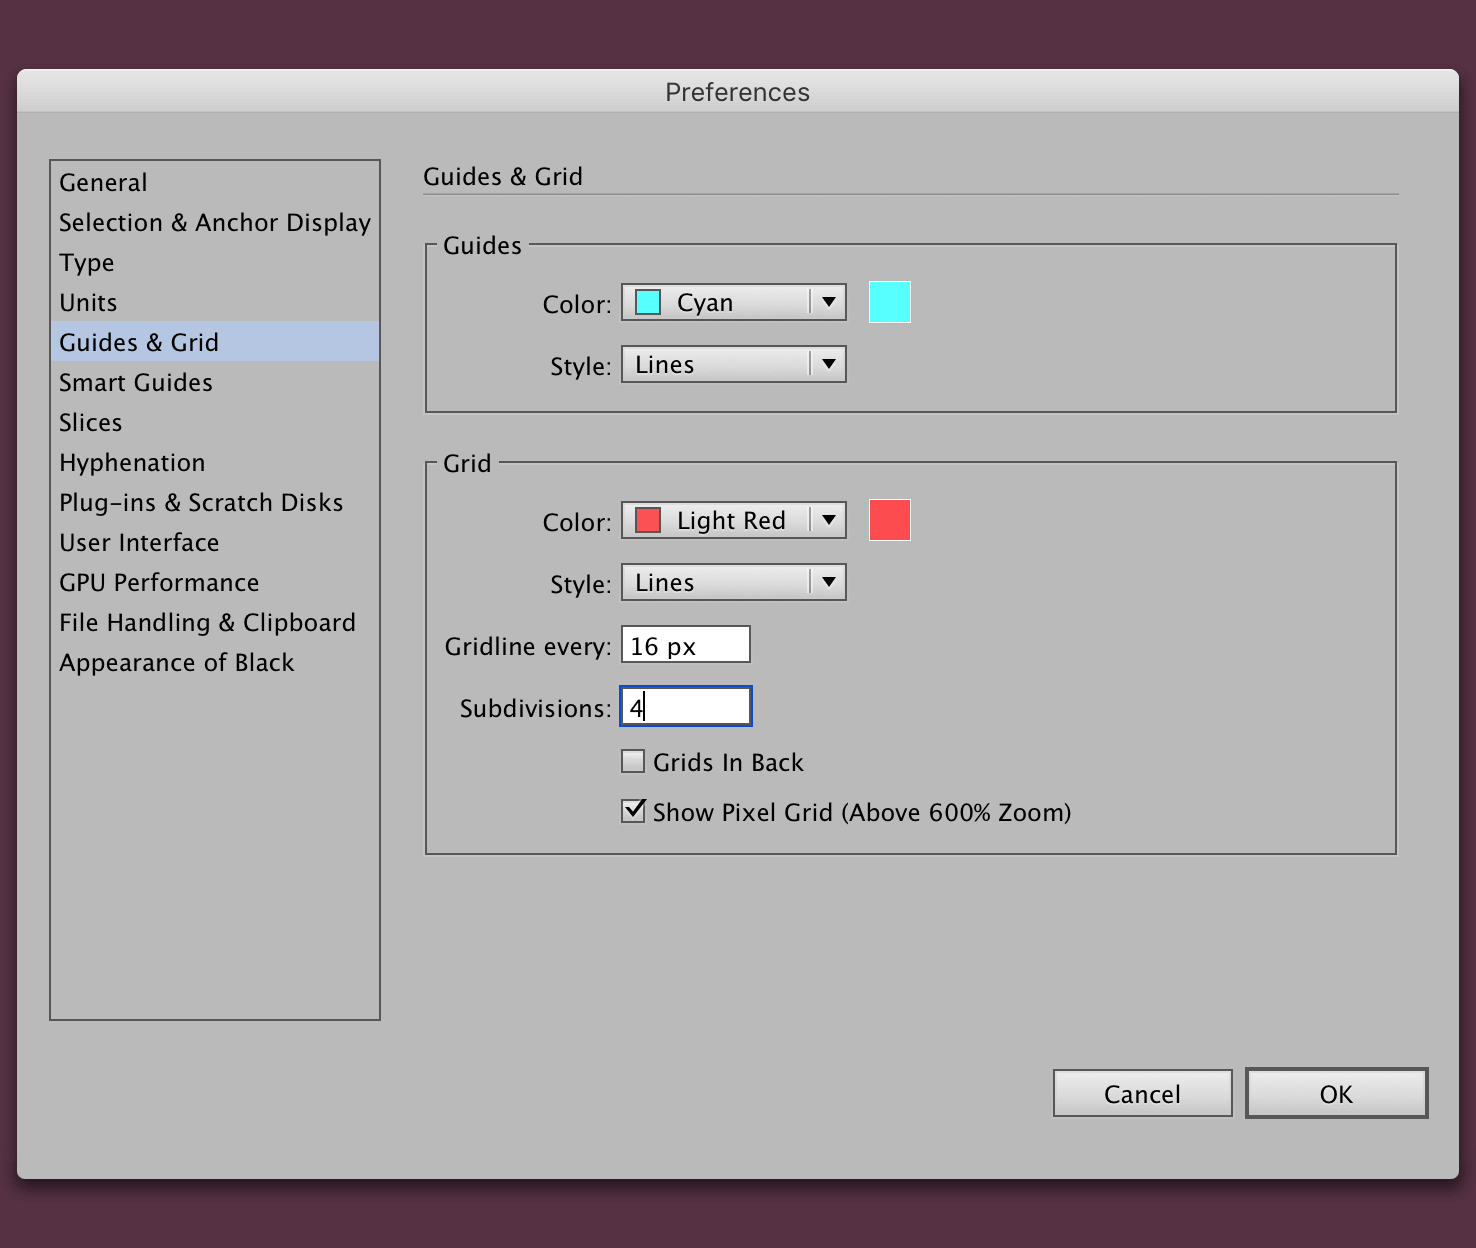 Preferences
General
Selection & Anchor Display
Type
Units
Guides & Grid
Smart Guides
Slices
Hyphenation
Plug-ins & Scratch Disks
User Interface
GPU Performance
File Handling & Clipboard
Appearance of Black
Guides & Grid
Guides
Color: Cyan
Style: Lines
Grid
Color: Light Red
Style: Lines
Gridline every: 16 px
Subdivisions: 4
Grids In Back
Show Pixel Grid (Above 600% Zoom)
Cancel OK